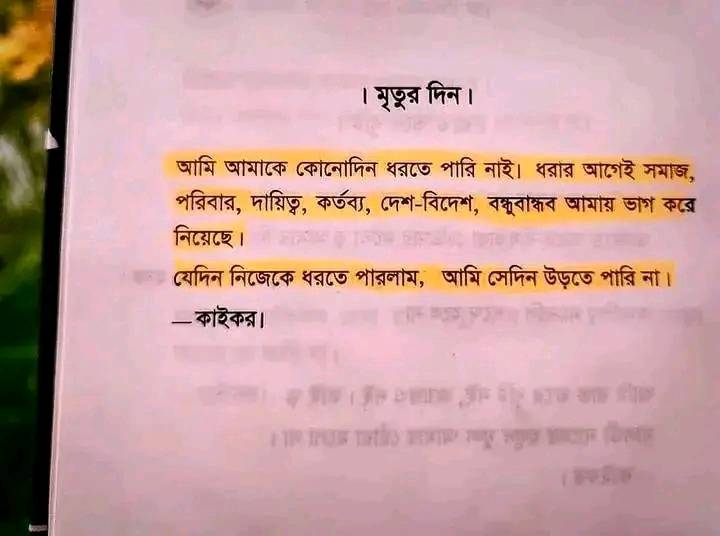 । মৃতুর দিন।
আমি আমাকে কোনোদিন ধরতে পারি নাই। ধরার আগেই সমাজ,
পরিবার, দায়িত্ব, কর্তব্য, দেশ-বিদেশ, বন্ধুবান্ধব আমায় ভাগ করে
নিয়েছে।
যেদিন নিজেকে ধরতে পারলাম, আমি সেদিন উড়তে পারি না।
— কাইকর।